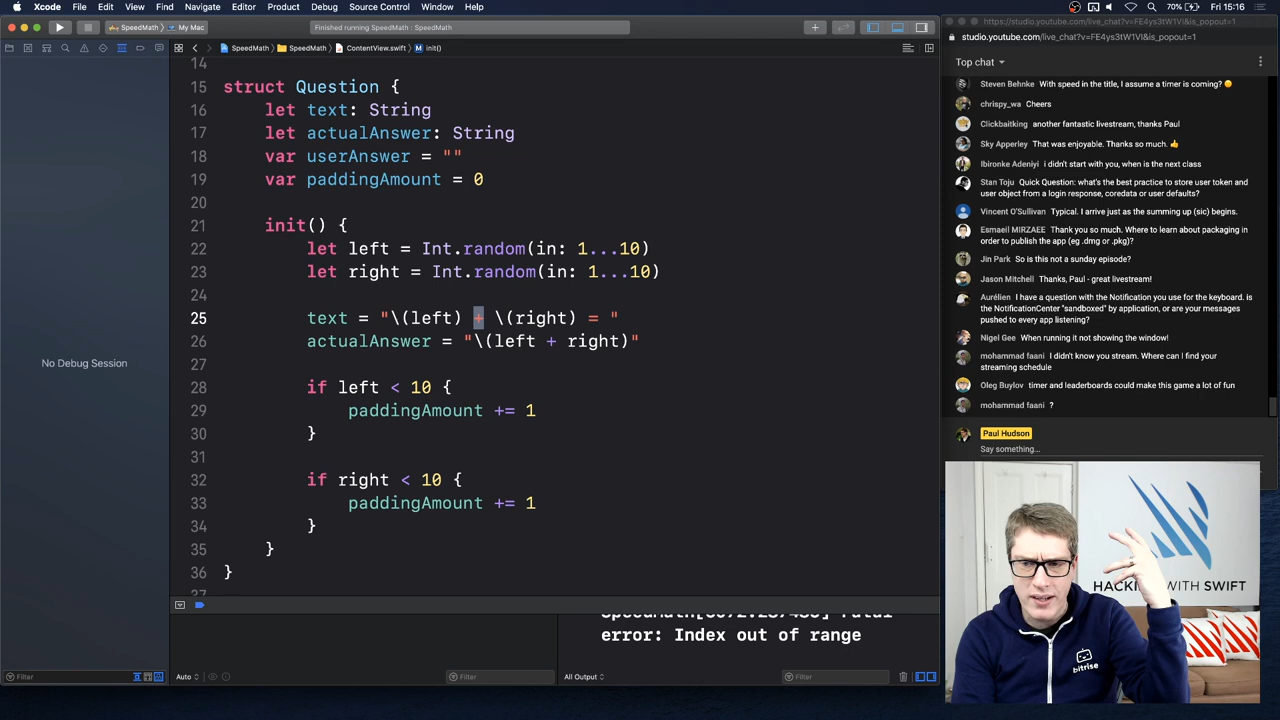 Xcode File Edit View Find Navigate Editor Product Debug Source Control Window Help
70% Fri 15:16
SpeedMath My Mac
Finished running SpeedMath : SpeedMath
SpeedMath SpeedMath ContentView.swift M init()
14
15 struct Question {
16 let text: String
17 let actualAnswer: String
18 var userAnswer = ""
19 var paddingAmount = 0
20
21 init() {
22 let left = Int.random(in: 1...10)
23 let right = Int.random(in: 1...10)
24
25 text = "\(left) + \(right) = "
26 actualAnswer = "\(left + right)"
27
28 if left < 10 {
29 paddingAmount += 1
30 }
31
32 if right < 10 {
33 paddingAmount += 1
34 }
35 }
36 }
No Debug Session
error: Index out of range
Filter
Auto
Filter
All Output
Filter
https://studio.youtube.com/live_chat?v=FE4ys3tW1VI&is_popout=1
studio.youtube.com/live_chat?v=FE4ys3tW1VI&is_popout=1
Top chat
Steven Behnke With speed in the title, I assume a timer is coming?
chrispy_wa Cheers
Clickbaitking another fantastic livestream, thanks Paul
Sky Apperley That was enjoyable. Thanks so much.
Ibironke Adeniyi i didn't start with you, when is the next class
Stan Toju Quick Question: what's the best practice to store user token and
user object from a login response, coredata or user defaults?
Vincent O'Sullivan Typical. I arrive just as the summing up (sic) begins.
Esmaeil MIRZAEE Thank you so much. Where to learn about packaging in
order to publish the app (eg .dmg or .pkg)?
Jin Park So is this not a sunday episode?
Jason Mitchell Thanks, Paul - great livestream!
Aurélien I have a question with the Notification you use for the keyboard. is
the NotificationCenter "sandboxed" by application, or are your messages
pushed to every app listening?
Nigel Gee When running it not showing the window!
mohammad faani I didn't know you stream. Where can I find your
streaming schedule
Oleg Buylov timer and leaderboards could make this game a lot of fun
mohammad faani ?
Paul Hudson
Say something...
HACKING WITH SWIFT
bitrise